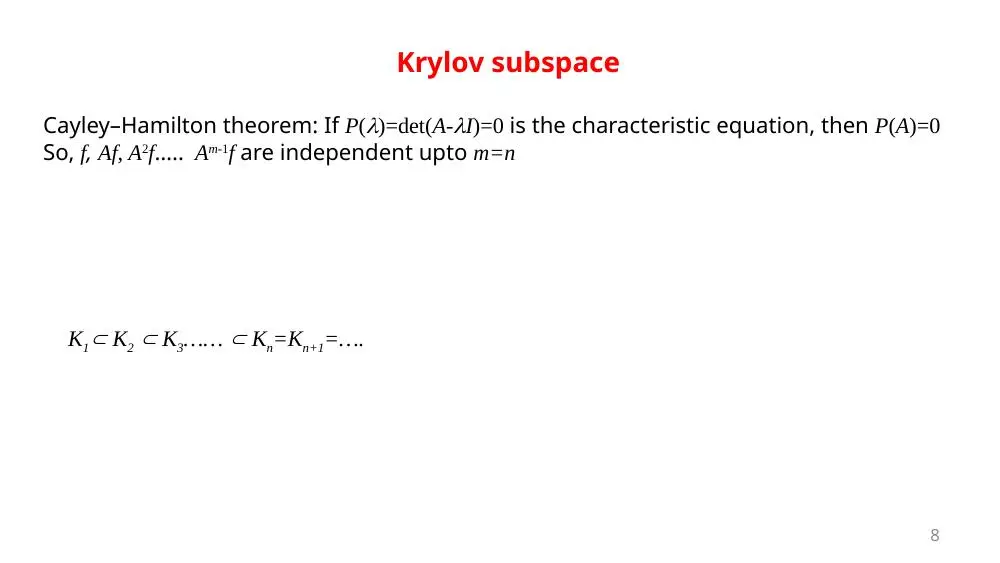 Krylov subspace
Cayley–Hamilton theorem: If P(λ)=det(A-λI)=0 is the characteristic equation, then P(A)=0
So, f, Af, A²f….. Aᵐ⁻¹f are independent upto m=n
K₁⊂ K₂ ⊂ K₃…… ⊂ Kₙ=Kₙ₊₁=….
8